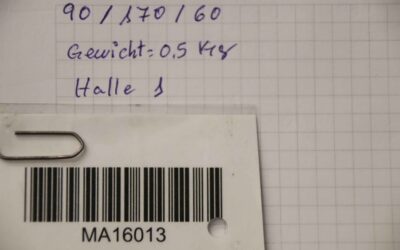 90 / 170 / 60
Gewicht = 0,5 Kg
Halle 1
MA16013